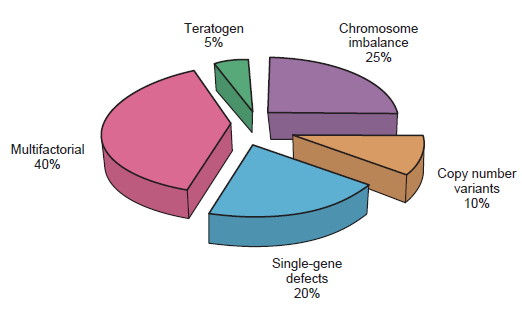 Teratogen
5%
Chromosome
imbalance
25%
Multifactorial
40%
Copy number
variants
10%
Single-gene
defects
20%